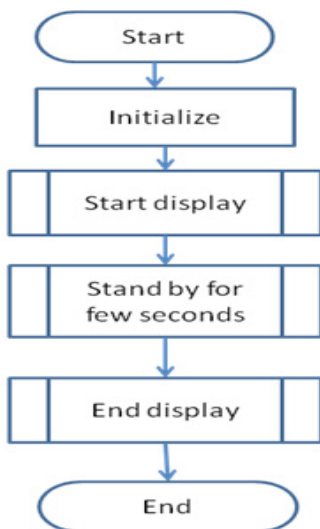 Start
Initialize
Start display
Stand by for
few seconds
End display
End